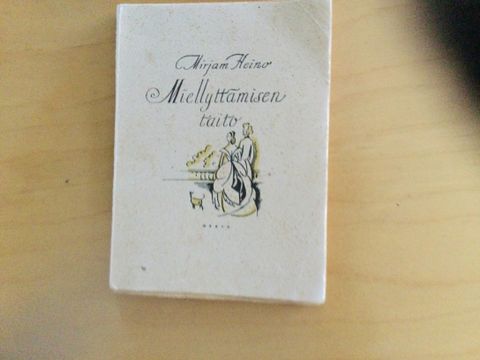 Mirjam Heino
Miellyttämisen
taito